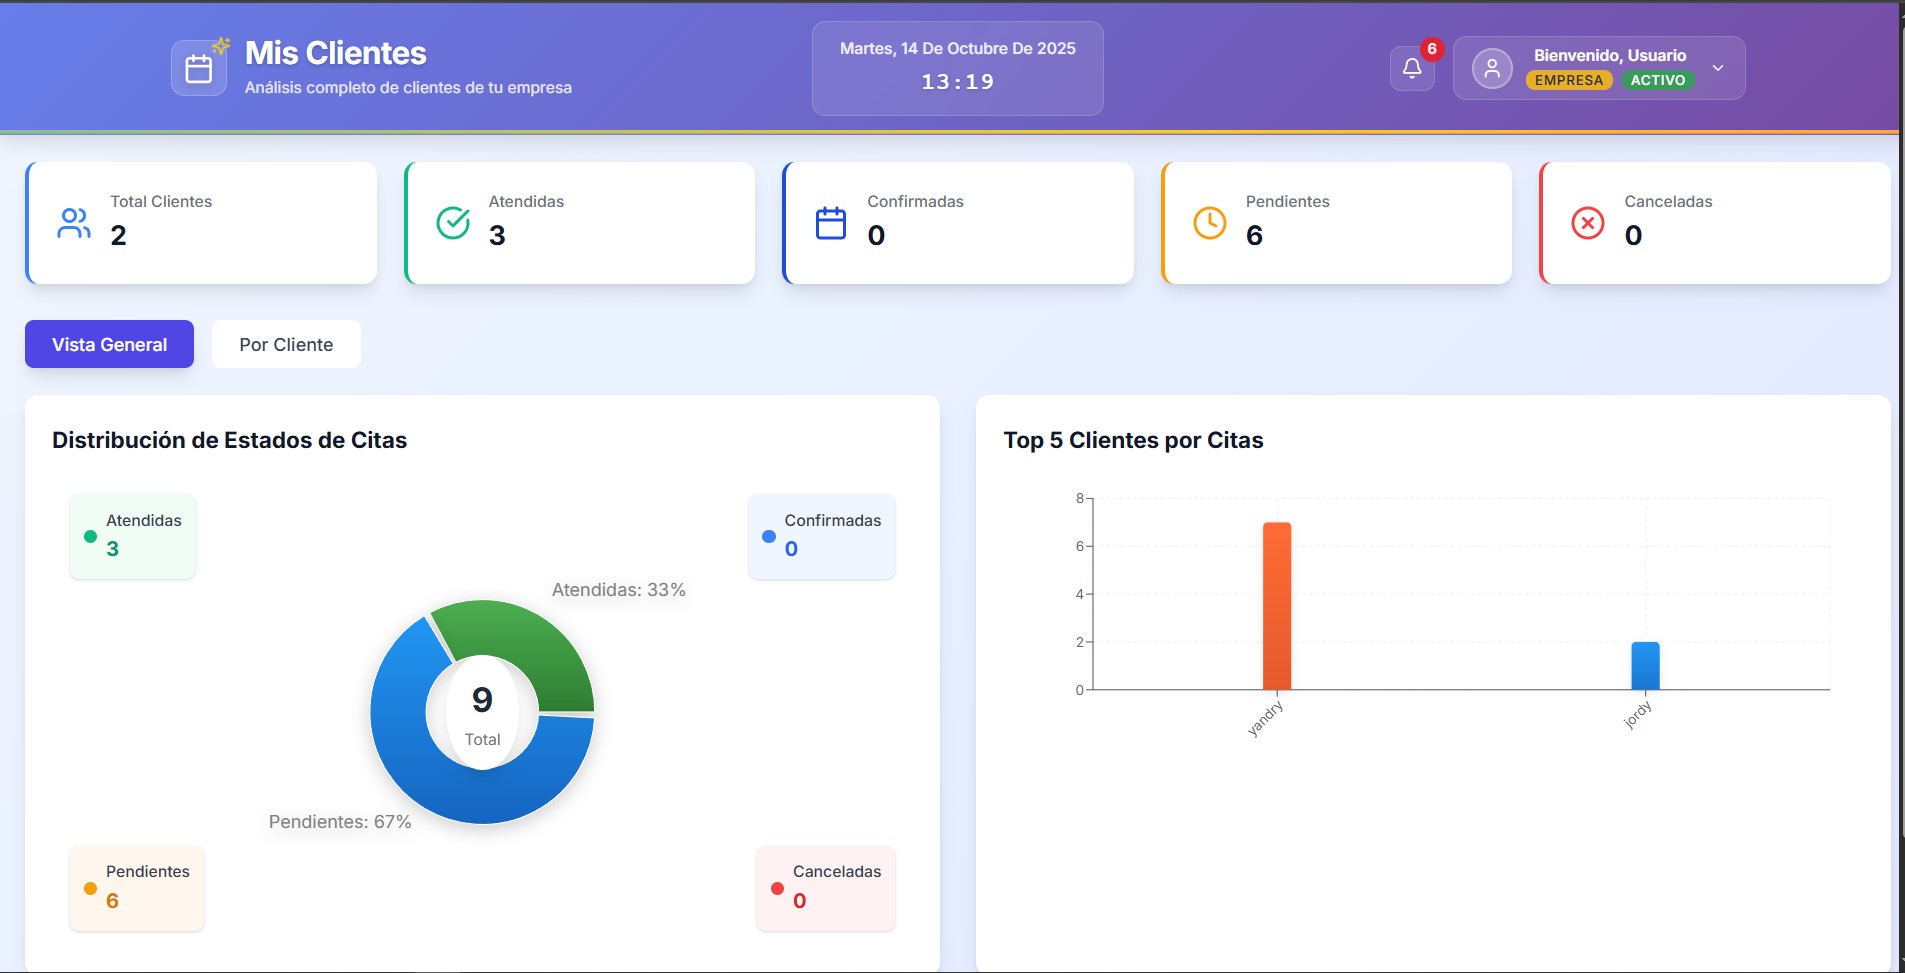 Mis Clientes
Análisis completo de clientes de tu empresa
Martes, 14 De Octubre De 2025
13:19
6
Bienvenido, Usuario
EMPRESA
ACTIVO
Total Clientes
2
Atendidas
3
Confirmadas
0
Pendientes
6
Canceladas
0
Vista General
Por Cliente
Distribución de Estados de Citas
Atendidas
3
Confirmadas
0
Atendidas: 33%
9
Total
Pendientes: 67%
Pendientes
6
Canceladas
0
Top 5 Clientes por Citas
8
6
4
2
0
yandry
jordy